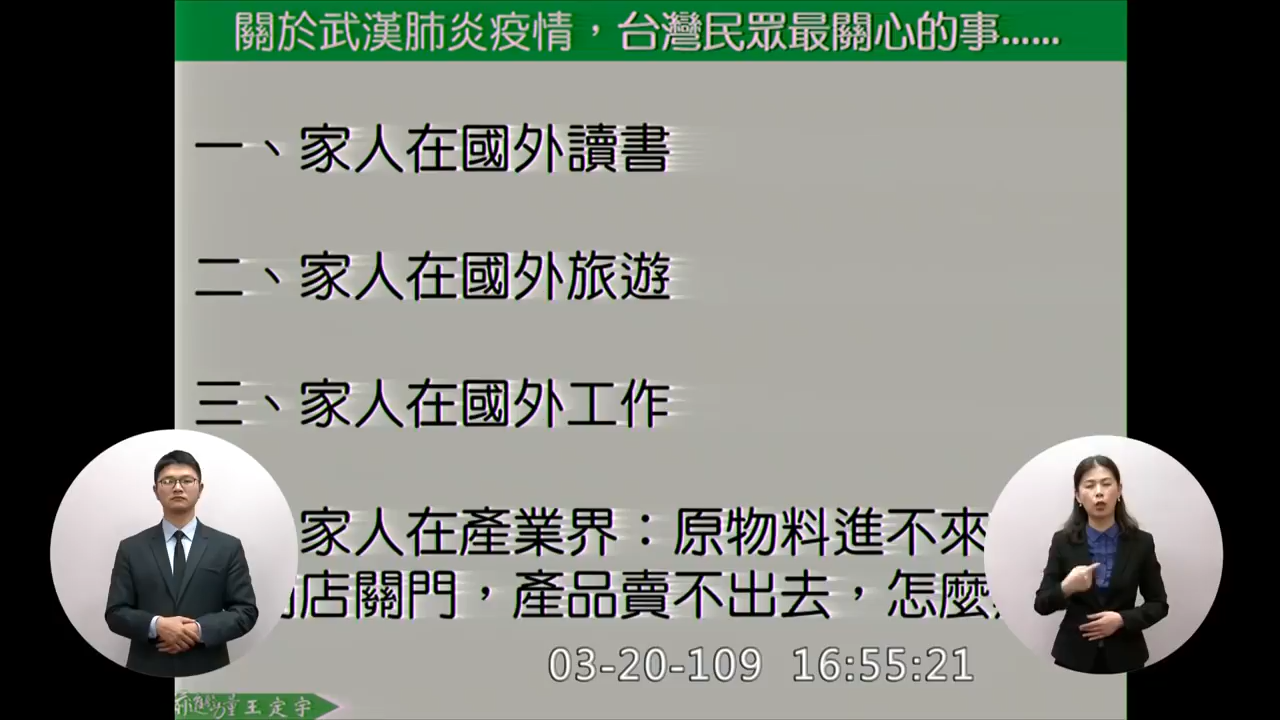 關於武漢肺炎疫情，台灣民眾最關心的事......
一、家人在國外讀書
二、家人在國外旅遊
三、家人在國外工作
家人在產業界：原物料進不來
店關門，產品賣不出去，怎麼
03-20-109 16:55:21
王定宇